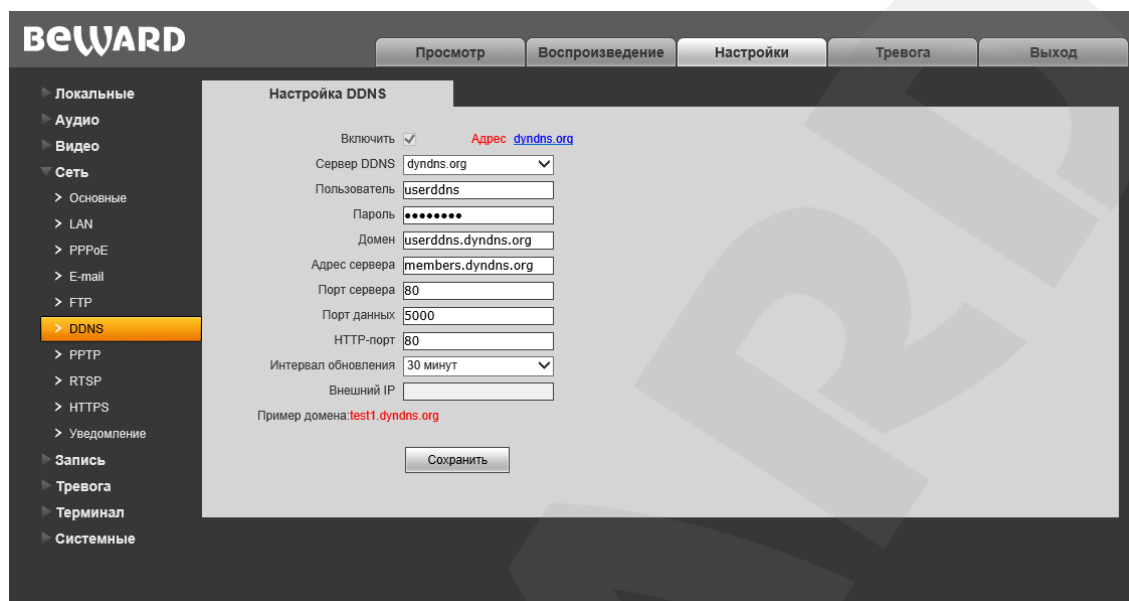 BEWARD
Просмотр
Воспроизведение
Настройки
Тревога
Выход
Локальные
Аудио
Видео
Сеть
> Основные
> LAN
> PPPoE
> E-mail
> FTP
> DDNS
> PPTP
> RTSP
> HTTPS
> Уведомление
Запись
Тревога
Терминал
Системные
Настройка DDNS
Включить Адрес dyndns.org
Сервер DDNS dyndns.org
Пользователь userddns
Пароль ••••••••
Домен userddns.dyndns.org
Адрес сервера members.dyndns.org
Порт сервера 80
Порт данных 5000
HTTP-порт 80
Интервал обновления 30 минут
Внешний IP
Пример домена:test1.dyndns.org
Сохранить